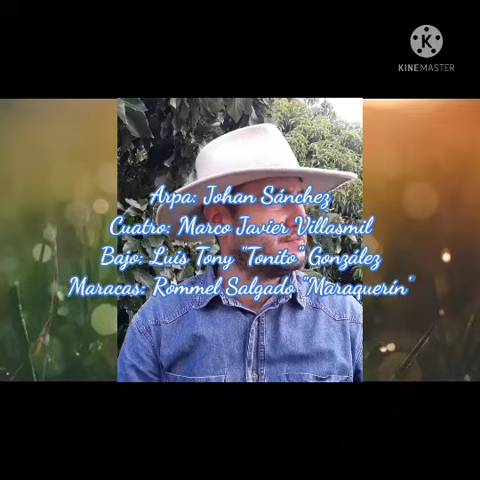 KINEMASTER
Arpa: Johan Sánchez
Cuatro: Marco Javier Villasmil
Bajo: Luis Tony "Tonito" González
Maracas: Rommel Salgado "Maraquerín"